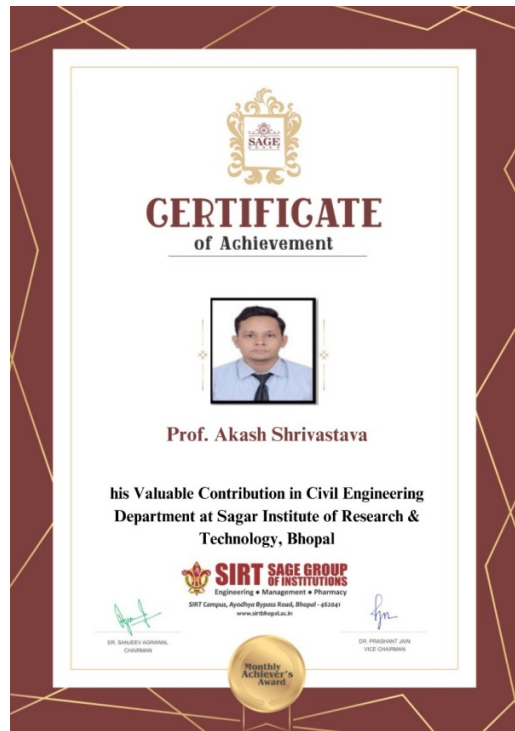 SAGE
GROUP
CERTIFICATE
of Achievement
Prof. Akash Shrivastava
his Valuable Contribution in Civil Engineering
Department at Sagar Institute of Research &
Technology, Bhopal
SIRT SAGE GROUP
OF INSTITUTIONS
Engineering • Management • Pharmacy
SIRT Campus, Ayodhya Bypass Road, Bhopal - 462041
www.sirtbhopal.ac.in
ER. SANJEEV AGRAWAL
CHAIRMAN
DR. PRASHANT JAIN
VICE CHAIRMAN
Monthly
Achiever's
Award